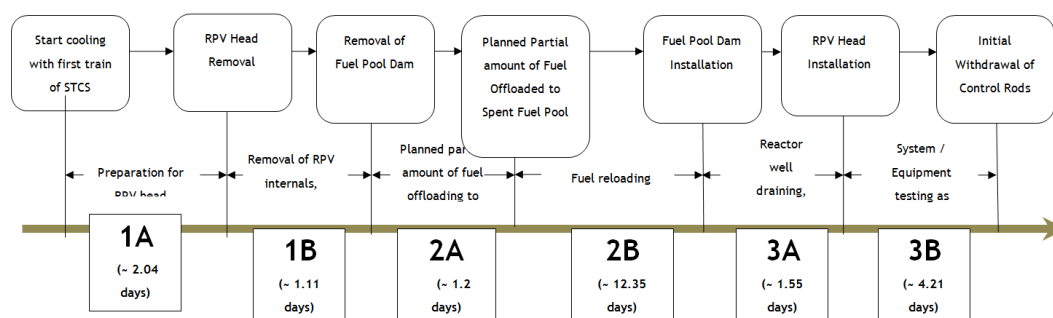 Start cooling
with first train
of STCS
RPV Head
Removal
Removal of
Fuel Pool Dam
Planned Partial
amount of Fuel
Offloaded to
Spent Fuel Pool
Fuel Pool Dam
Installation
RPV Head
Installation
Initial
Withdrawal of
Control Rods
Preparation for
RPV head
Removal of RPV
internals,
Planned par
amount of fuel
offloading to
Fuel reloading
Reactor
well
draining,
System /
Equipment
testing as
1A
(~ 2.04
days)
1B
(~ 1.11
days)
2A
(~ 1.2
days)
2B
(~ 12.35
days)
3A
(~ 1.55
days)
3B
(~ 4.21
days)